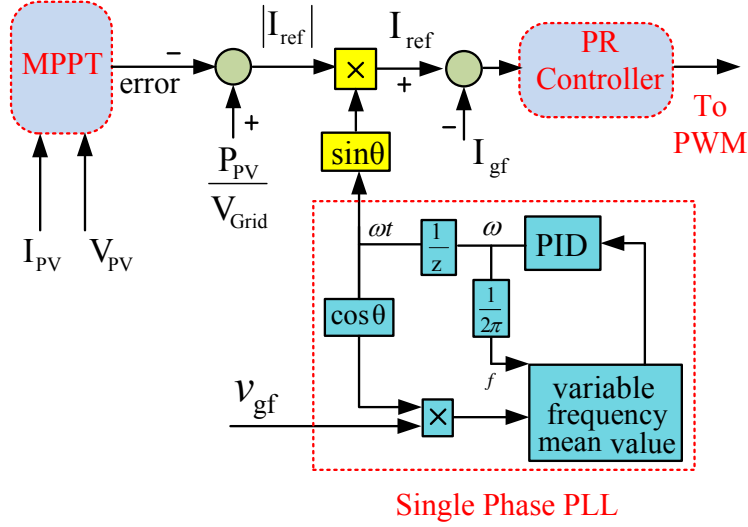 MPPT
−
error
|I_ref|
+
P_PV
V_Grid
×
I_ref
+
−
I_gf
PR
Controller
To
PWM
I_PV
V_PV
sinθ
ωt
1
z
ω
PID
cosθ
1
2π
f
v_gf
×
variable
frequency
mean value
Single Phase PLL